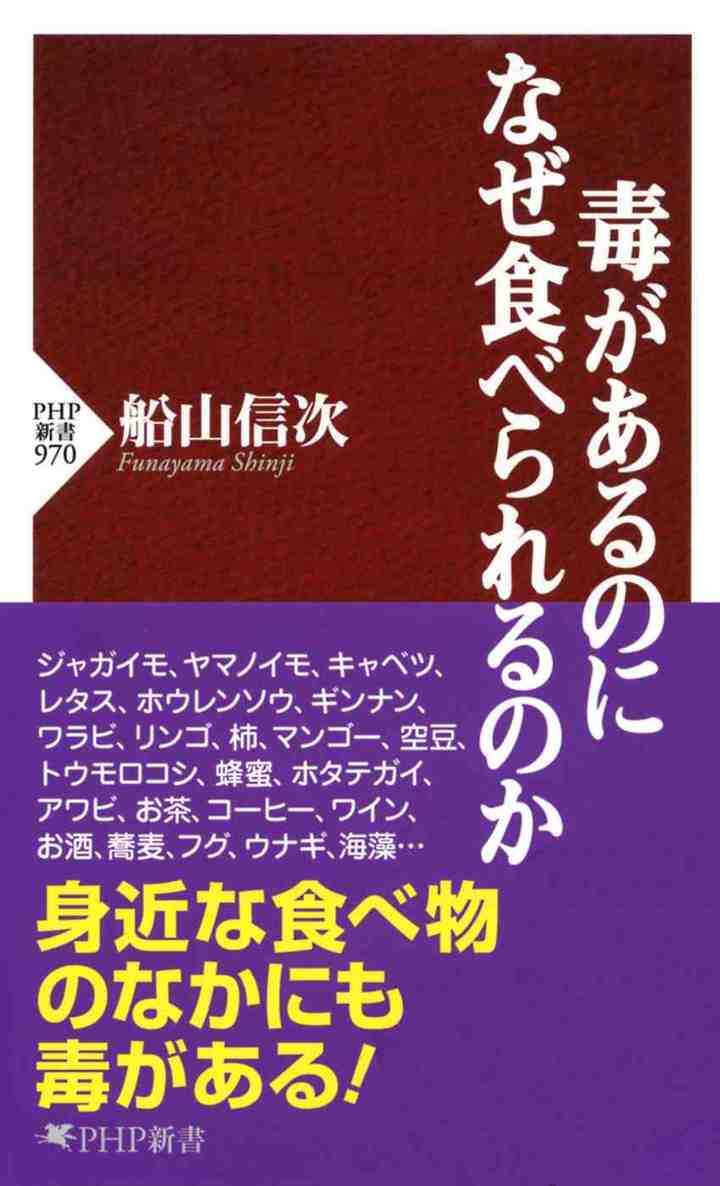 毒があるのに
なぜ食べられるのか
船山信次
Funayama Shinji
PHP
新書
970
ジャガイモ、ヤマノイモ、キャベツ、
レタス、ホウレンソウ、ギンナン、
ワラビ、リンゴ、柿、マンゴー、空豆、
トウモロコシ、蜂蜜、ホタテガイ、
アワビ、お茶、コーヒー、ワイン、
お酒、蕎麦、フグ、ウナギ、海藻…
身近な食べ物
のなかにも
毒がある!
PHP新書